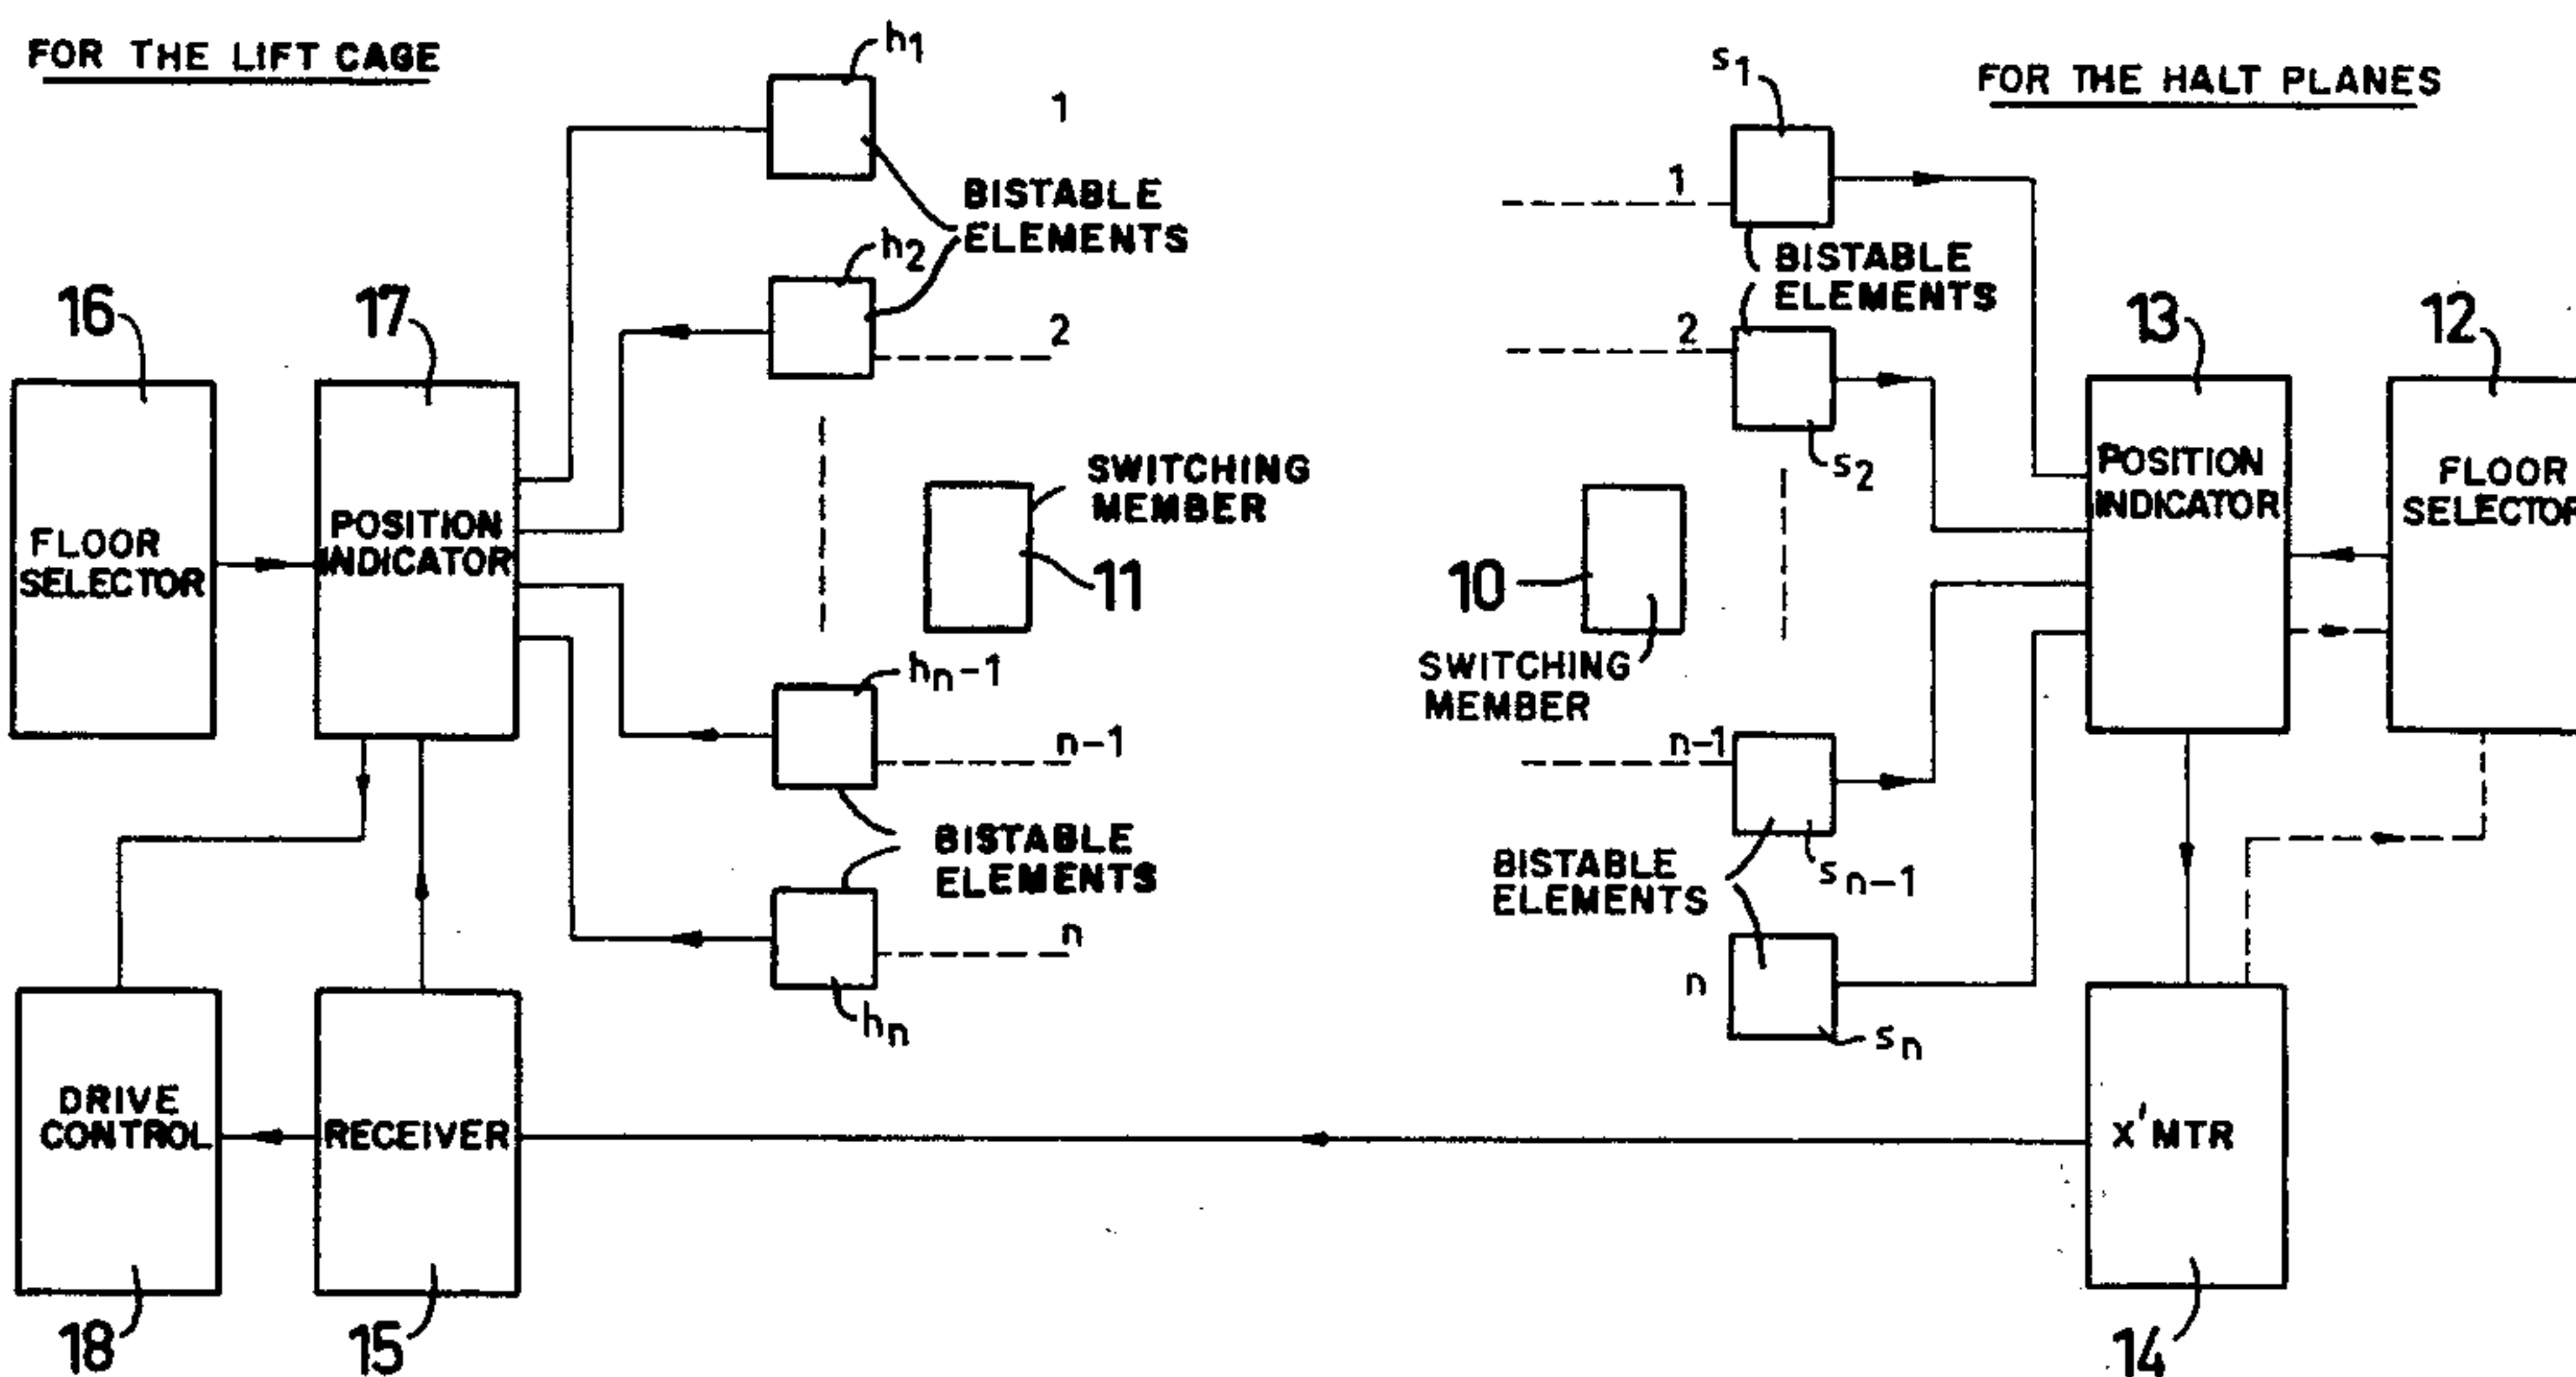 FOR THE LIFT CAGE
h1
1
BISTABLE
ELEMENTS
h2
2
16
17
FLOOR
SELECTOR
POSITION
INDICATOR
SWITCHING
MEMBER
11
hn-1
n-1
BISTABLE
ELEMENTS
n
hn
DRIVE
CONTROL
RECEIVER
18
15
FOR THE HALT PLANES
s1
1
BISTABLE
ELEMENTS
2
s2
13
12
POSITION
INDICATOR
FLOOR
SELECTOR
10
SWITCHING
MEMBER
n-1
BISTABLE
ELEMENTS
sn-1
n
sn
X'MTR
14